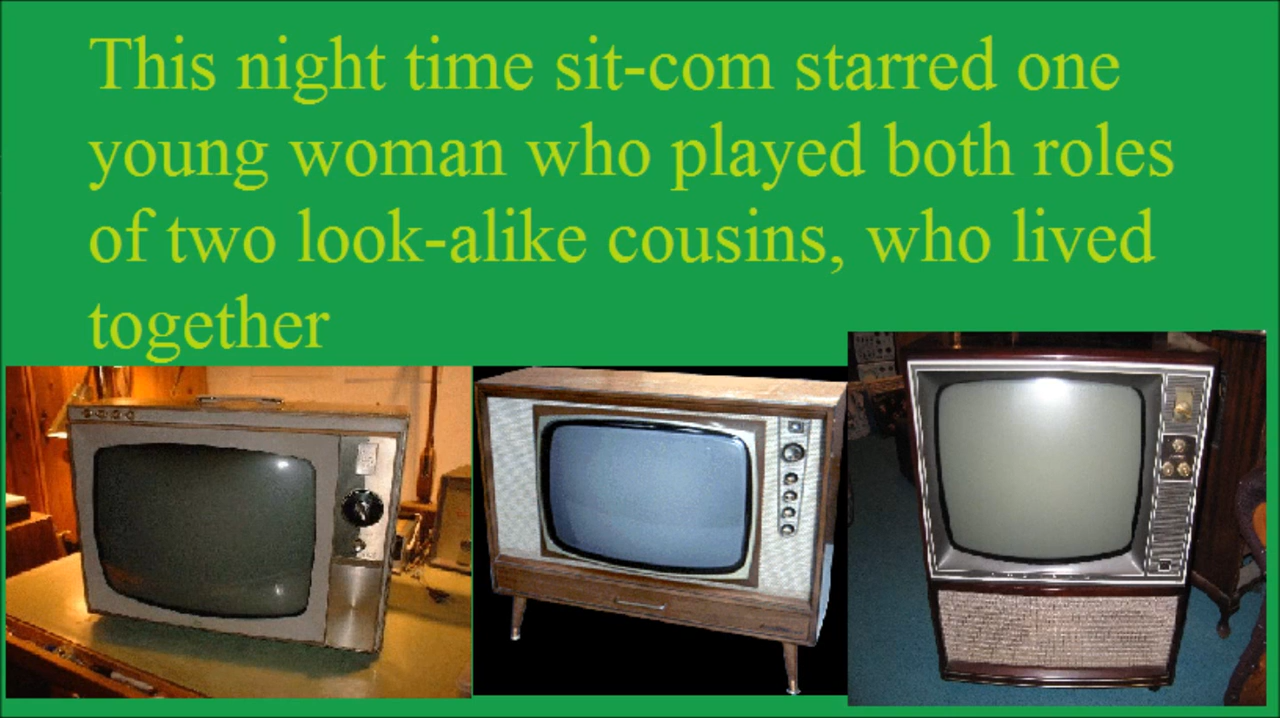 This night time sit-com starred one
young woman who played both roles
of two look-alike cousins, who lived
together